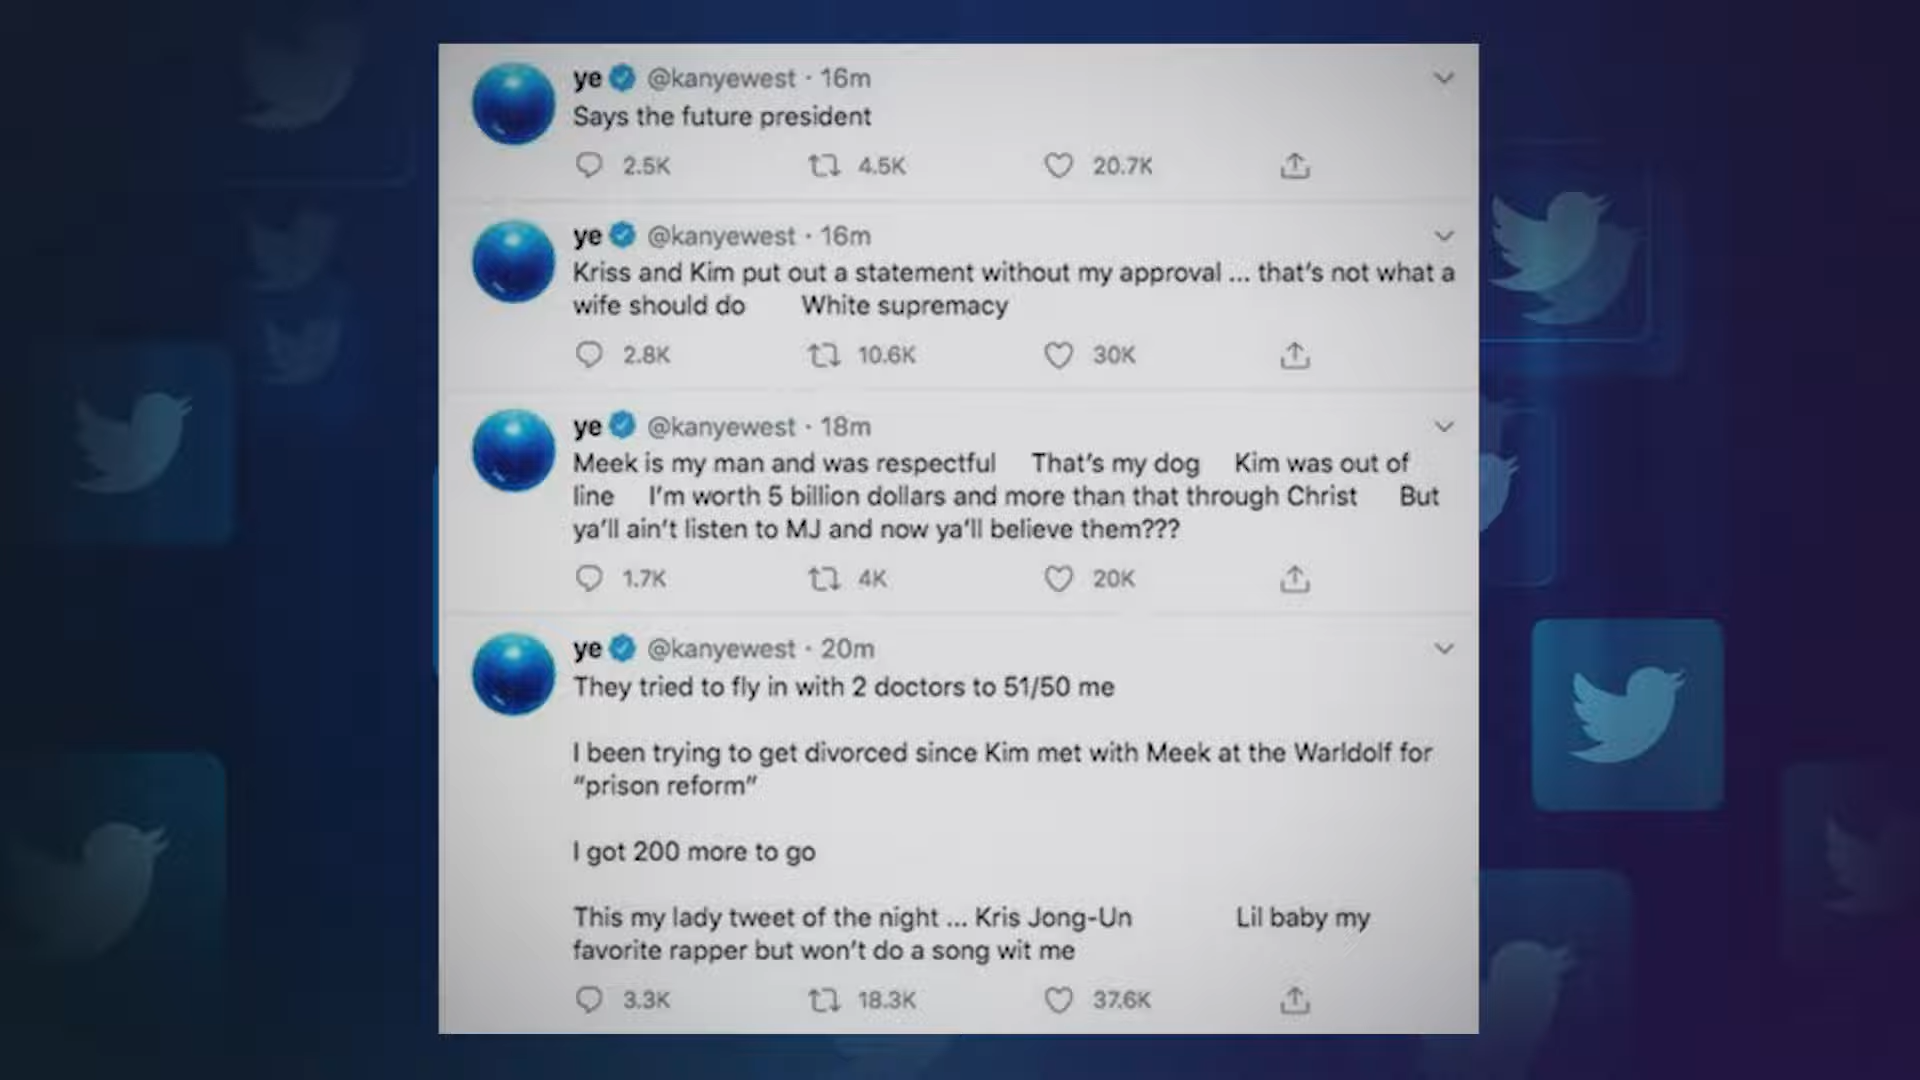 ye @kanyewest · 16m
Says the future president
2.5K 4.5K 20.7K
ye @kanyewest · 16m
Kriss and Kim put out a statement without my approval ... that's not what a
wife should do White supremacy
2.8K 10.6K 30K
ye @kanyewest · 18m
Meek is my man and was respectful That's my dog Kim was out of
line I'm worth 5 billion dollars and more than that through Christ But
ya'll ain't listen to MJ and now ya'll believe them???
1.7K 4K 20K
ye @kanyewest · 20m
They tried to fly in with 2 doctors to 51/50 me
I been trying to get divorced since Kim met with Meek at the Warldolf for
"prison reform"
I got 200 more to go
This my lady tweet of the night ... Kris Jong-Un Lil baby my
favorite rapper but won't do a song wit me
3.3K 18.3K 37.6K